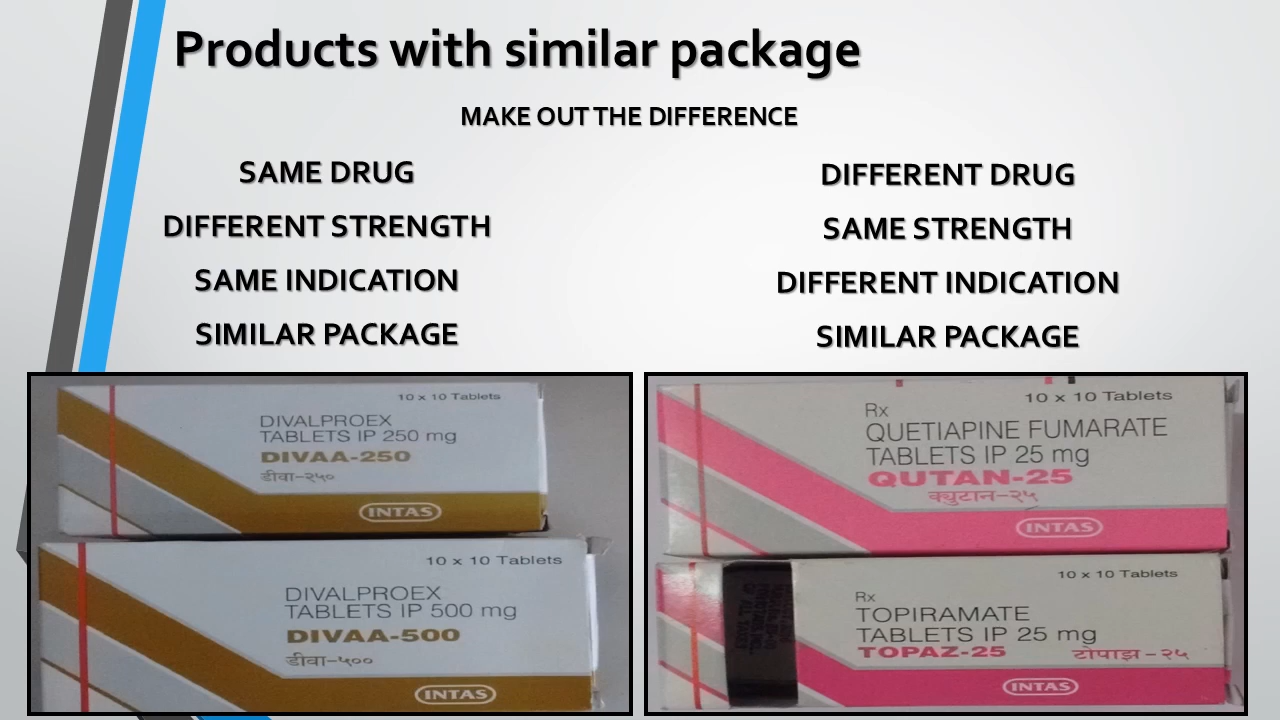 Products with similar package
MAKE OUT THE DIFFERENCE
SAME DRUG
DIFFERENT STRENGTH
SAME INDICATION
SIMILAR PACKAGE
DIFFERENT DRUG
SAME STRENGTH
DIFFERENT INDICATION
SIMILAR PACKAGE
10 x 10 Tablets
DIVALPROEX
TABLETS IP 250 mg
DIVAA-250
डीवा-२५०
INTAS
10 x 10 Tablets
DIVALPROEX
TABLETS IP 500 mg
DIVAA-500
डीवा-५००
INTAS
10 x 10 Tablets
Rx
QUETIAPINE FUMARATE
TABLETS IP 25 mg
QUTAN-25
क्युटान-२५
INTAS
10 x 10 Tablets
Rx
TOPIRAMATE
TABLETS IP 25 mg
TOPAZ-25 टोपाझ-२५
INTAS